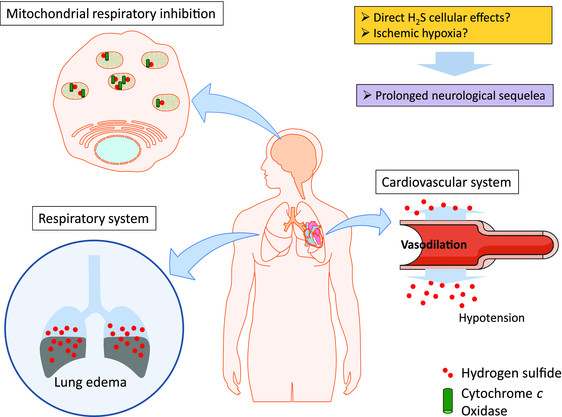 Mitochondrial respiratory inhibition
➢ Direct H₂S cellular effects?
➢ Ischemic hypoxia?
➢ Prolonged neurological sequelea
Cardiovascular system
Respiratory system
Vasodilation
Hypotension
Lung edema
Hydrogen sulfide
Cytochrome c
Oxidase